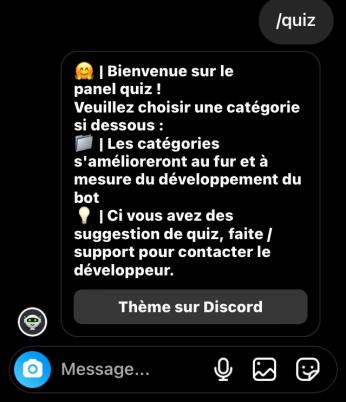 /quiz
🤗 | Bienvenue sur le
panel quiz !
Veuillez choisir une catégorie
si dessous :
📁 | Les catégories
s'amélioreront au fur et à
mesure du développement du
bot
💡 | Ci vous avez des
suggestion de quiz, faite /
support pour contacter le
développeur.
Thème sur Discord
Message...